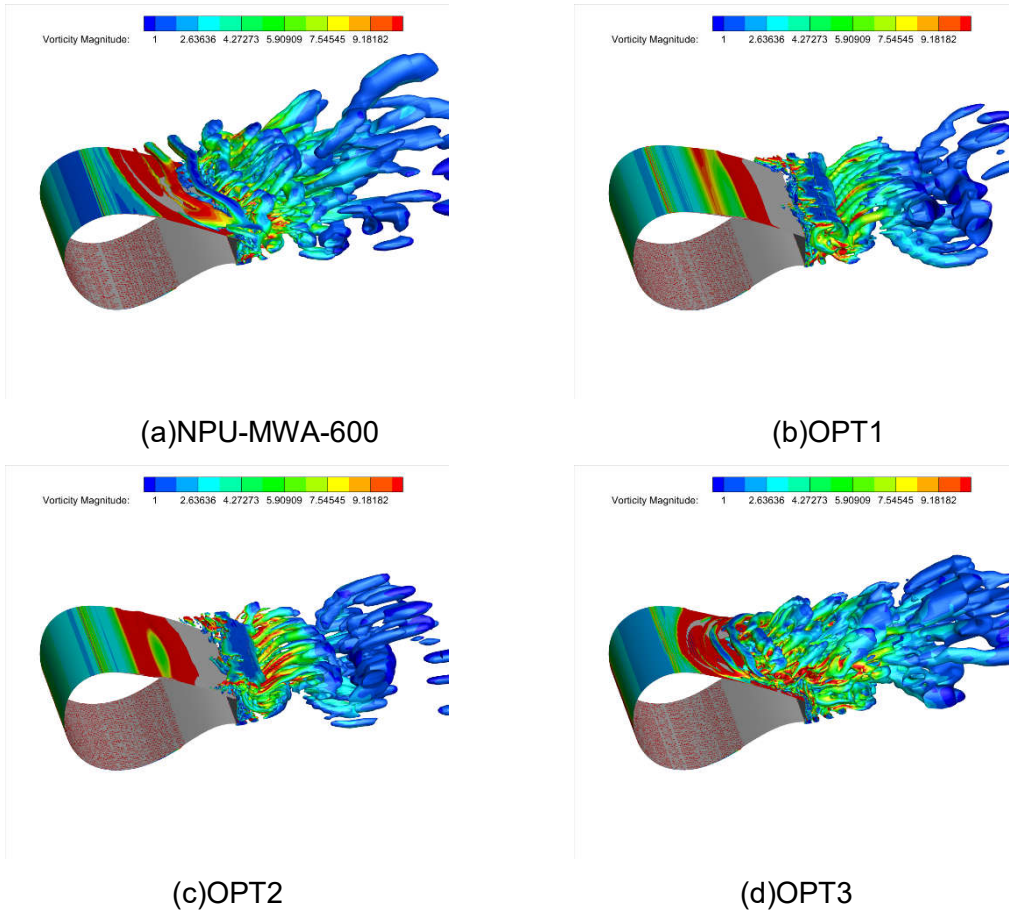 Vorticity Magnitude: 1 2.63636 4.27273 5.90909 7.54545 9.18182
Vorticity Magnitude: 1 2.63636 4.27273 5.90909 7.54545 9.18182
(a)NPU-MWA-600
(b)OPT1
Vorticity Magnitude: 1 2.63636 4.27273 5.90909 7.54545 9.18182
Vorticity Magnitude: 1 2.63636 4.27273 5.90909 7.54545 9.18182
(c)OPT2
(d)OPT3